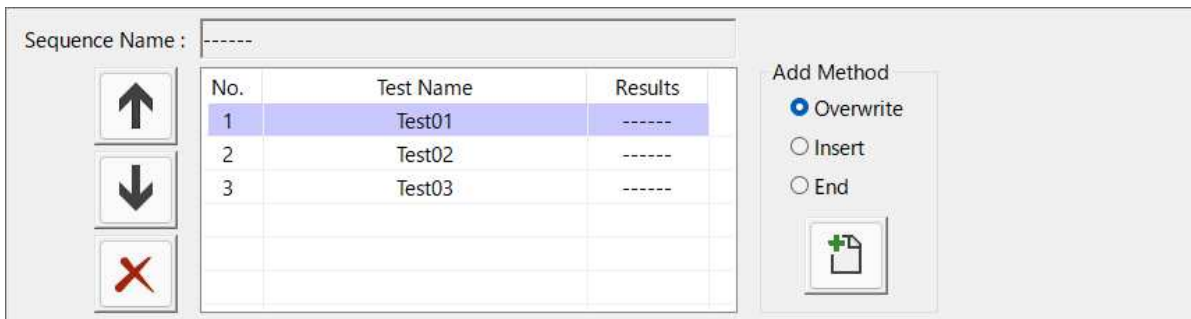 Sequence Name : ------
No. Test Name Results
1 Test01 ------
2 Test02 ------
3 Test03 ------
Add Method
Overwrite
Insert
End